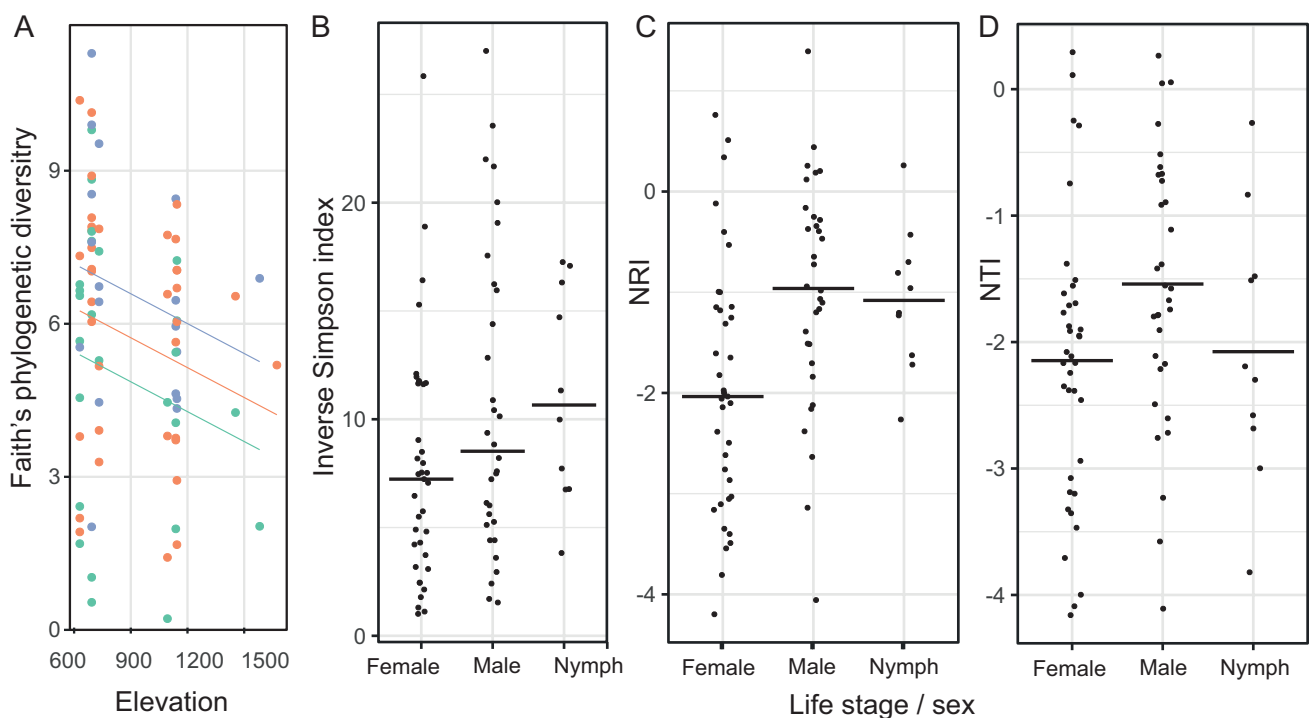 A
Faith's phylogenetic diversitry
9
6
3
0
600 900 1200 1500
Elevation
B
Inverse Simpson index
20
10
0
Female Male Nymph
C
NRI
0
-2
-4
Female Male Nymph
D
NTI
0
-1
-2
-3
-4
Female Male Nymph
Life stage / sex